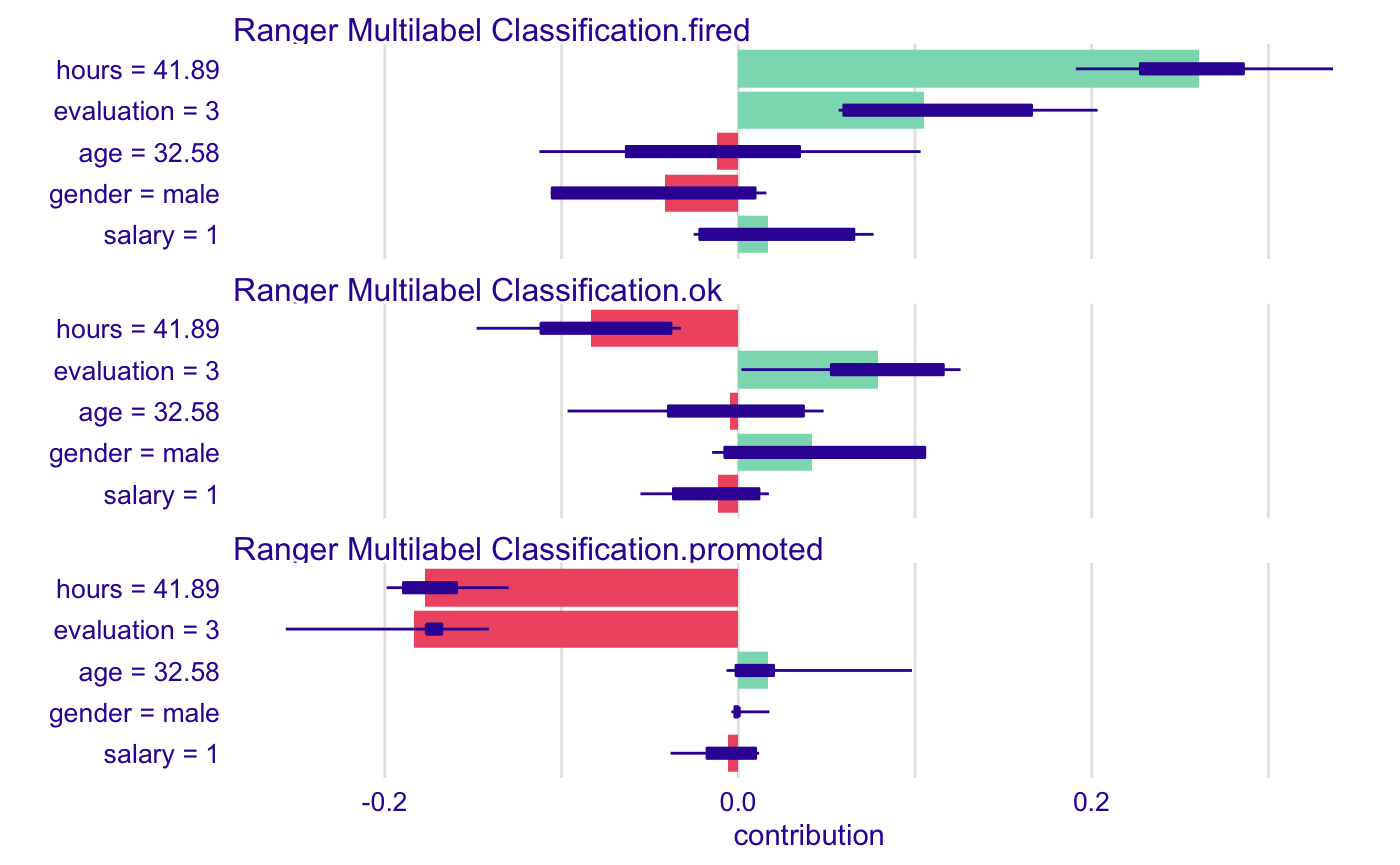 Ranger Multilabel Classification.fired
hours = 41.89
evaluation = 3
age = 32.58
gender = male
salary = 1
Ranger Multilabel Classification.ok
hours = 41.89
evaluation = 3
age = 32.58
gender = male
salary = 1
Ranger Multilabel Classification.promoted
hours = 41.89
evaluation = 3
age = 32.58
gender = male
salary = 1
-0.2 0.0 0.2
contribution